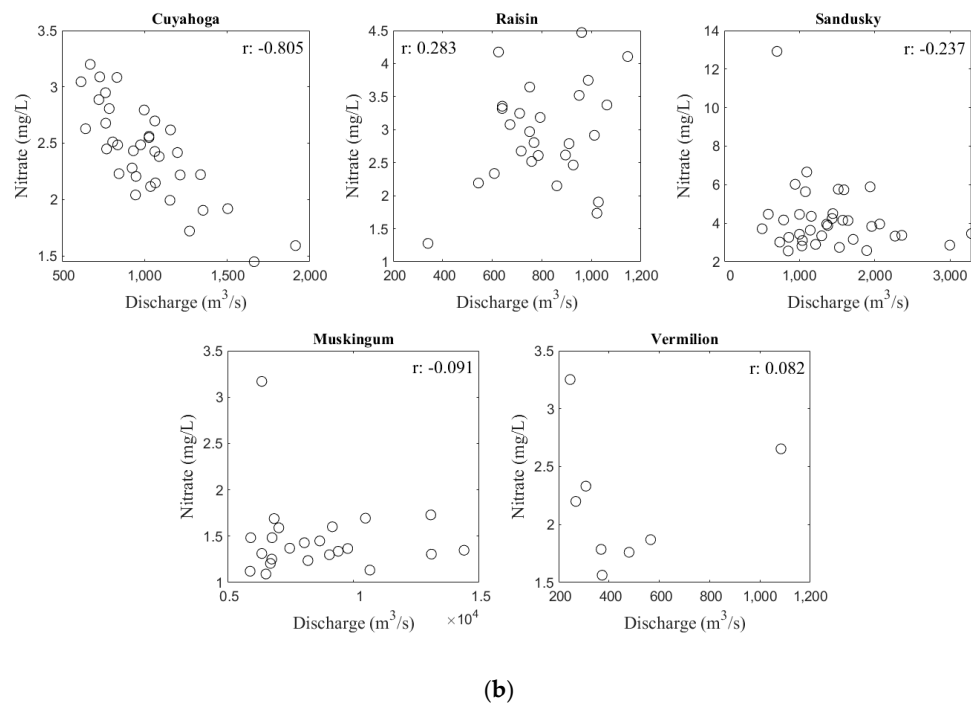 Cuyahoga
r: -0.805
3.5
3
2.5
2
1.5
Nitrate (mg/L)
500
1,000
1,500
2,000
Discharge (m³/s)
Raisin
r: 0.283
4.5
4
3.5
3
2.5
2
1.5
1
Nitrate (mg/L)
200
400
600
800
1,000
1,200
Discharge (m³/s)
Sandusky
r: -0.237
14
12
10
8
6
4
2
Nitrate (mg/L)
0
1,000
2,000
3,000
Discharge (m³/s)
Muskingum
r: -0.091
3.5
3
2.5
2
1.5
1
Nitrate (mg/L)
0.5
1
1.5
×10⁴
Discharge (m³/s)
Vermilion
r: 0.082
3.5
3
2.5
2
1.5
Nitrate (mg/L)
200
400
600
800
1,000
1,200
Discharge (m³/s)
(b)